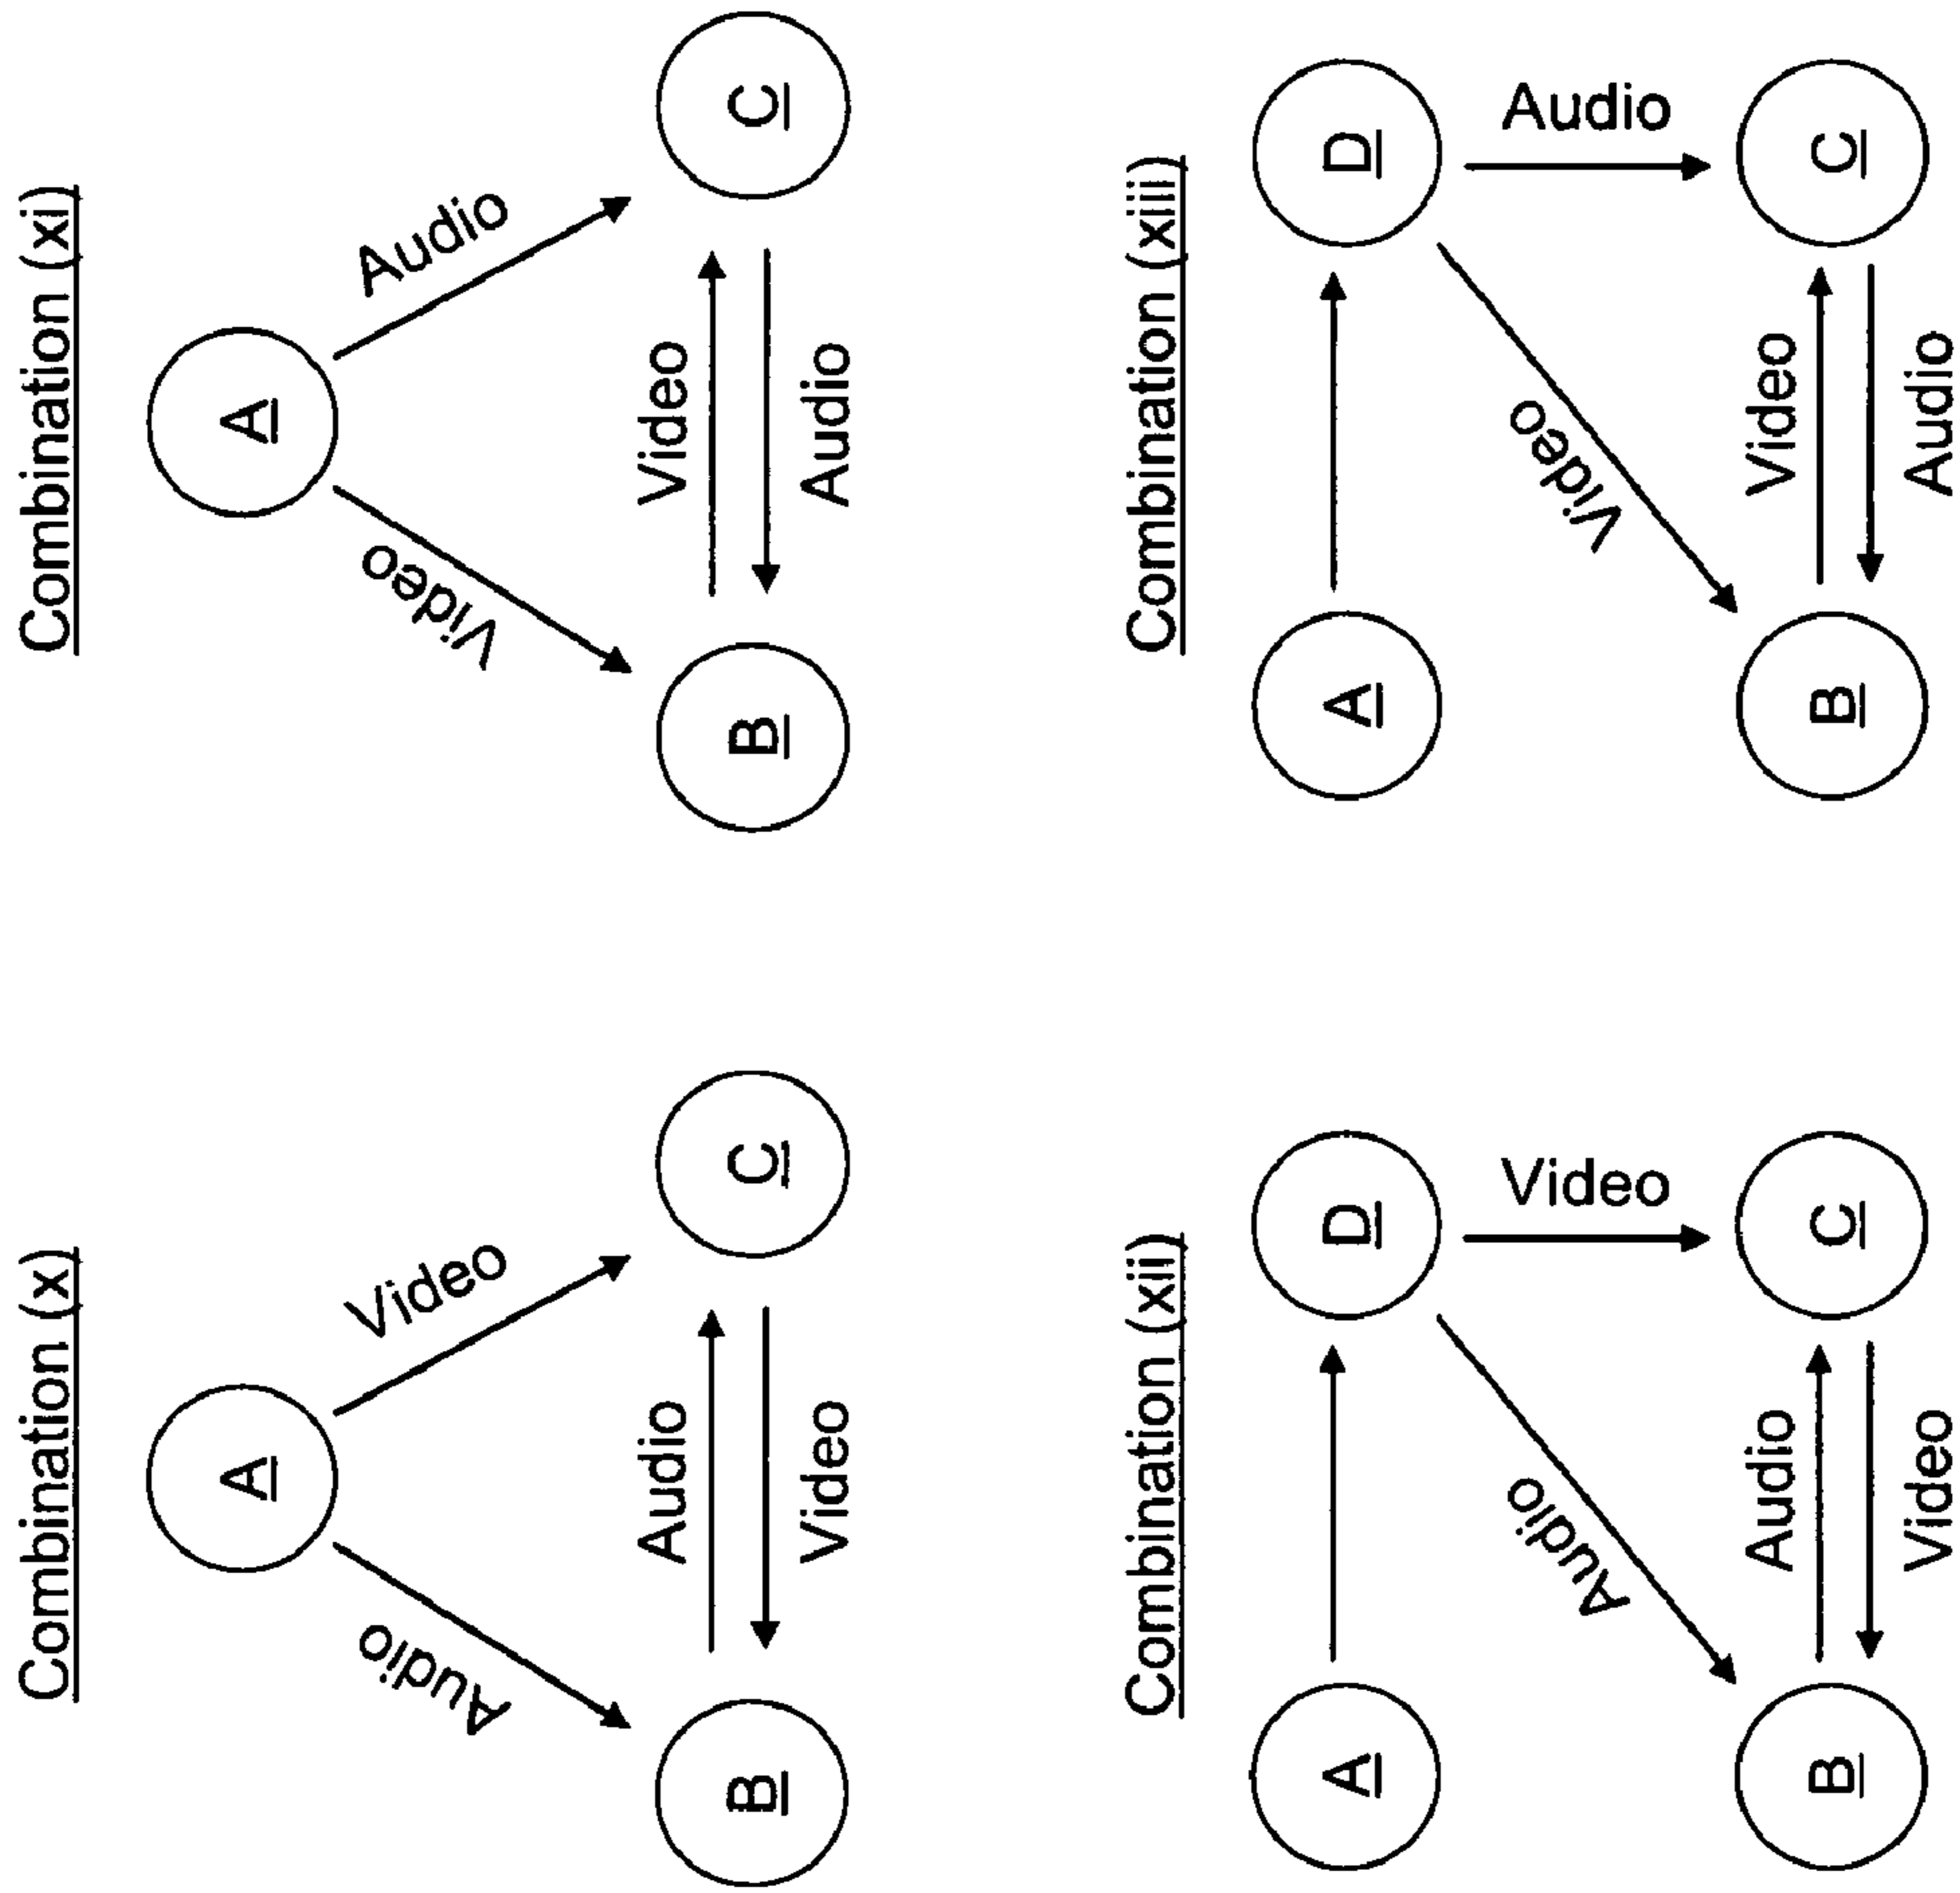 Combination (x)
A
Audio
Video
Audio
Video
B
C
Combination (xi)
A
Video
Audio
Video
Audio
B
C
Combination (xii)
A
D
Audio
Video
Audio
Video
B
C
Combination (xiii)
A
D
Video
Audio
Video
Audio
B
C